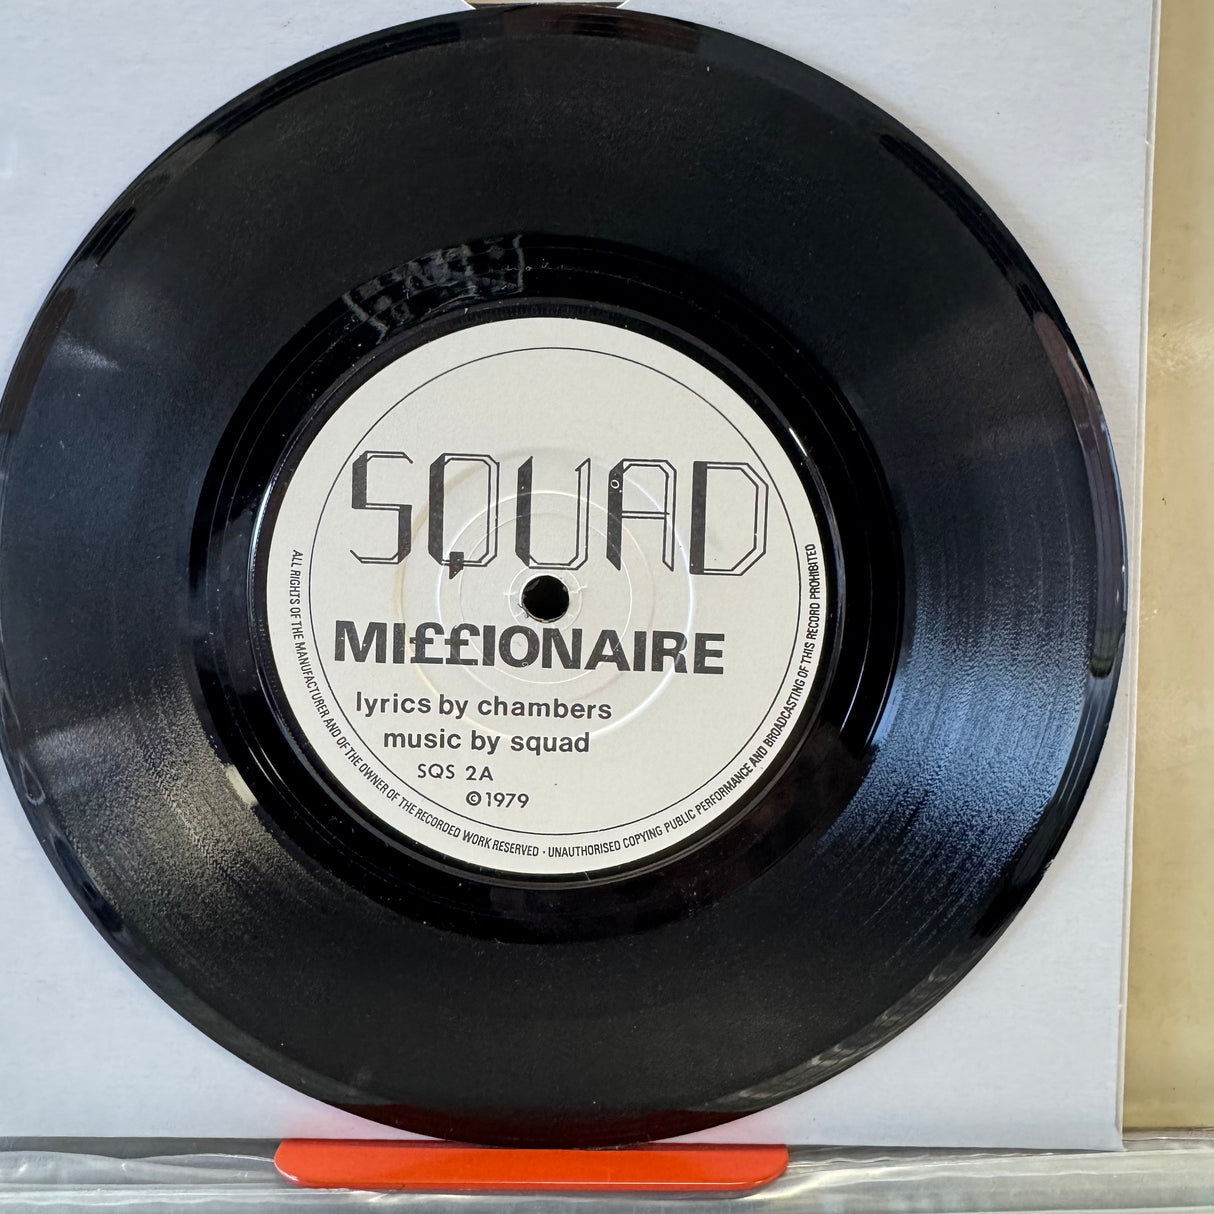 SQUAD
MI££IONAIRE
lyrics by chambers
music by squad
SQS 2A
©1979
ALL RIGHTS OF THE MANUFACTURER AND OF THE OWNER OF THE RECORDED WORK RESERVED · UNAUTHORISED COPYING PUBLIC PERFORMANCE AND BROADCASTING OF THIS RECORD PROHIBITED